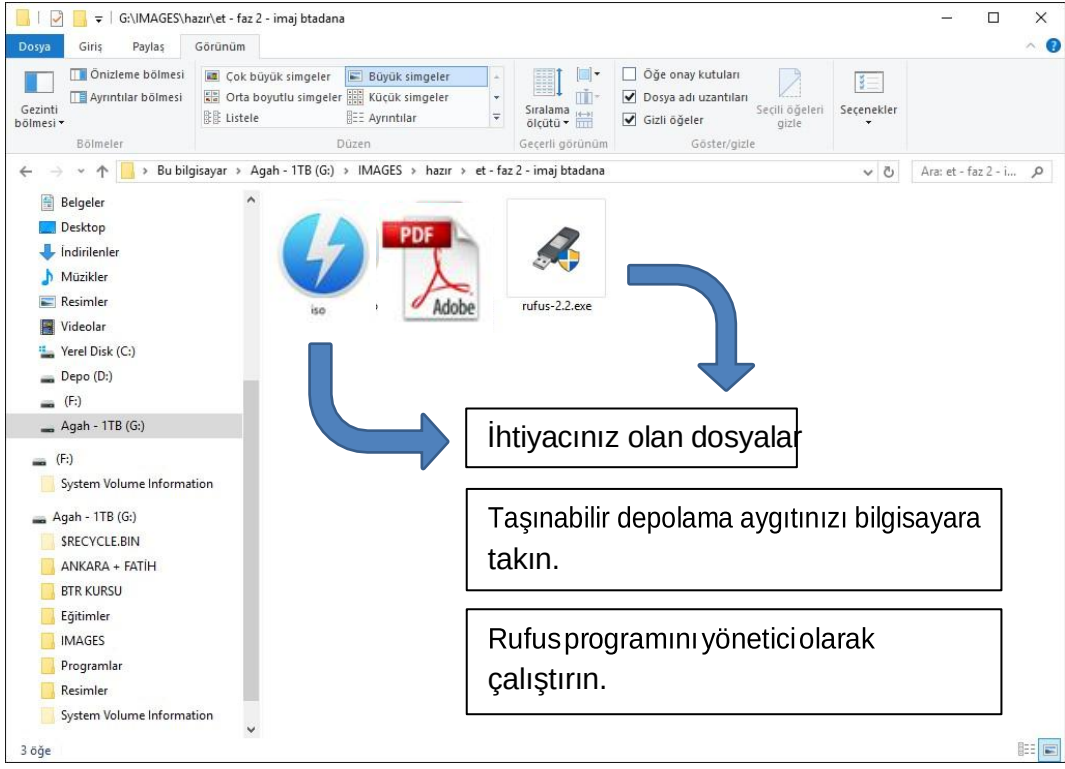 G:\IMAGES\hazır\et - faz 2 - imaj btadana
Dosya Giriş Paylaş Görünüm
Gezinti bölmesi
Önizleme bölmesi
Ayrıntılar bölmesi
Bölmeler
Çok büyük simgeler Büyük simgeler
Orta boyutlu simgeler Küçük simgeler
Listele Ayrıntılar
Düzen
Sıralama
ölçütü
Geçerli görünüm
Öğe onay kutuları
Dosya adı uzantıları
Gizli öğeler
Seçili öğeleri
gizle
Göster/gizle
Seçenekler
Bu bilgisayar > Agah - 1TB (G:) > IMAGES > hazır > et - faz 2 - imaj btadana
Ara: et - faz 2 - i...
Belgeler
Desktop
İndirilenler
Müzikler
Resimler
Videolar
Yerel Disk (C:)
Depo (D:)
(F:)
Agah - 1TB (G:)
(F:)
System Volume Information
Agah - 1TB (G:)
$RECYCLE.BIN
ANKARA + FATİH
BTR KURSU
Eğitimler
IMAGES
Programlar
Resimler
System Volume Information
3 öğe
iso
PDF
Adobe
rufus-2.2.exe
İhtiyacınız olan dosyalar
Taşınabilir depolama aygıtınızı bilgisayara
takın.
Rufus programını yönetici olarak
çalıştırın.